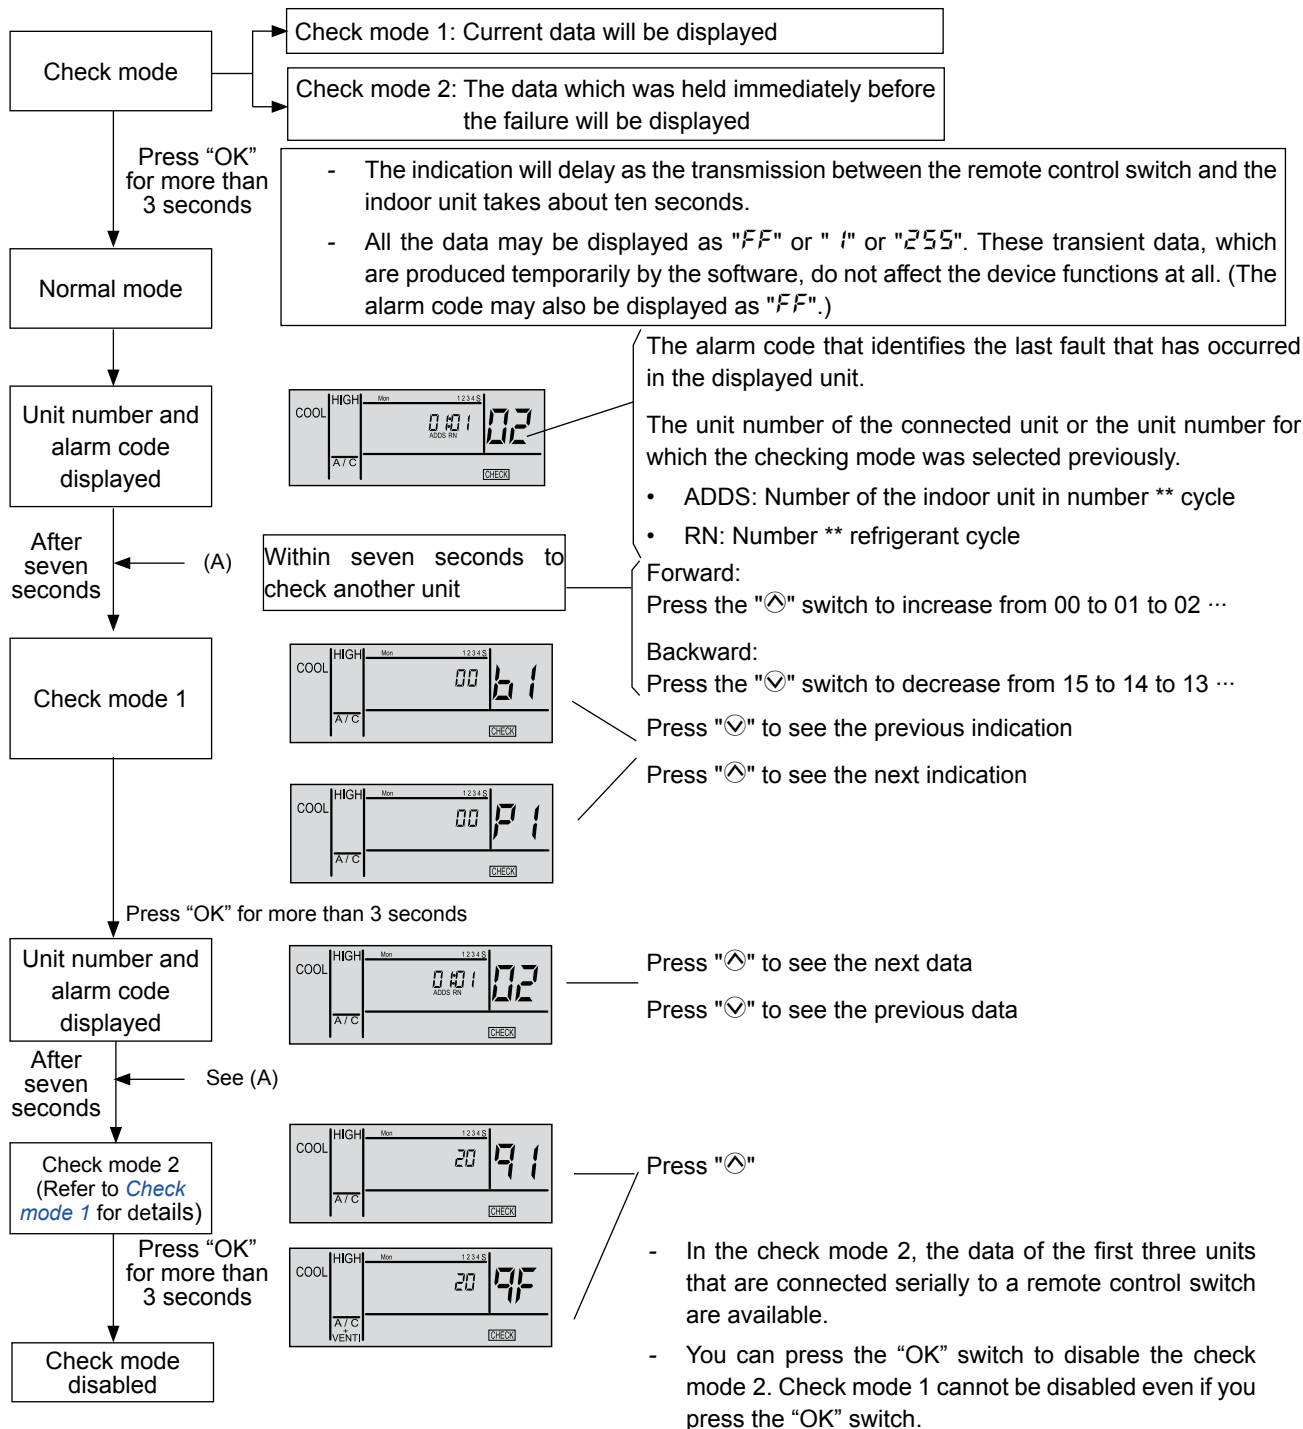 Check mode
Check mode 1: Current data will be displayed
Check mode 2: The data which was held immediately before
the failure will be displayed
Press “OK”
for more than
3 seconds
- The indication will delay as the transmission between the remote control switch and the
indoor unit takes about ten seconds.
- All the data may be displayed as "FF" or " 1" or "255". These transient data, which
are produced temporarily by the software, do not affect the device functions at all. (The
alarm code may also be displayed as "FF".)
Normal mode
Unit number and
alarm code
displayed
COOL HIGH Mon 1 2 3 4 S
01:01 02
ADDS RN
A / C
CHECK
The alarm code that identifies the last fault that has occurred
in the displayed unit.
The unit number of the connected unit or the unit number for
which the checking mode was selected previously.
• ADDS: Number of the indoor unit in number ** cycle
• RN: Number ** refrigerant cycle
After
seven
seconds
(A)
Within seven seconds to
check another unit
Forward:
Press the "⌃" switch to increase from 00 to 01 to 02 ···
Backward:
Press the "⌄" switch to decrease from 15 to 14 to 13 ···
Check mode 1
COOL HIGH Mon 1 2 3 4 S
00 b1
A / C
CHECK
Press "⌄" to see the previous indication
Press "⌃" to see the next indication
COOL HIGH Mon 1 2 3 4 S
00 P1
A / C
CHECK
Press “OK” for more than 3 seconds
Unit number and
alarm code
displayed
COOL HIGH Mon 1 2 3 4 S
01:01 02
ADDS RN
A / C
CHECK
Press "⌃" to see the next data
Press "⌄" to see the previous data
After
seven
seconds
See (A)
Check mode 2
(Refer to Check
mode 1 for details)
COOL HIGH Mon 1 2 3 4 S
20 q1
A / C
CHECK
Press "⌃"
Press “OK”
for more than
3 seconds
COOL HIGH Mon 1 2 3 4 S
20 qF
A / C
+
VENTI
CHECK
Check mode
disabled
- In the check mode 2, the data of the first three units
that are connected serially to a remote control switch
are available.
- You can press the “OK” switch to disable the check
mode 2. Check mode 1 cannot be disabled even if you
press the “OK” switch.